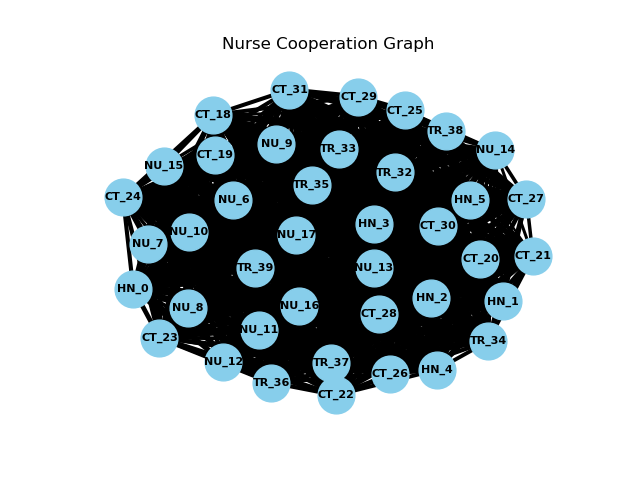 Nurse Cooperation Graph
CT_31
CT_29
CT_25
CT_18
TR_38
NU_9
TR_33
NU_14
CT_19
NU_15
TR_32
TR_35
CT_24
NU_6
HN_5
CT_27
HN_3
CT_30
NU_10
NU_17
NU_7
CT_21
CT_20
TR_39
NU_13
HN_0
HN_2
HN_1
NU_16
NU_8
CT_28
NU_11
CT_23
TR_34
NU_12
TR_37
HN_4
CT_26
TR_36
CT_22